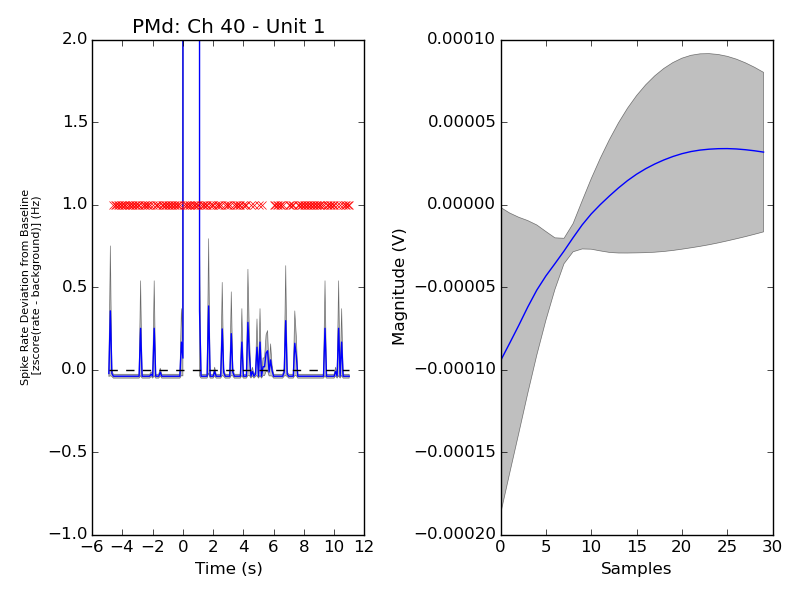 PMd: Ch 40 - Unit 1
2.0
1.5
1.0
0.5
0.0
−0.5
−1.0
−6 −4 −2 0 2 4 6 8 10 12
Time (s)
Spike Rate Deviation from Baseline
[zscore(rate - background)] (Hz)
0.00010
0.00005
0.00000
−0.00005
−0.00010
−0.00015
−0.00020
0 5 10 15 20 25 30
Samples
Magnitude (V)